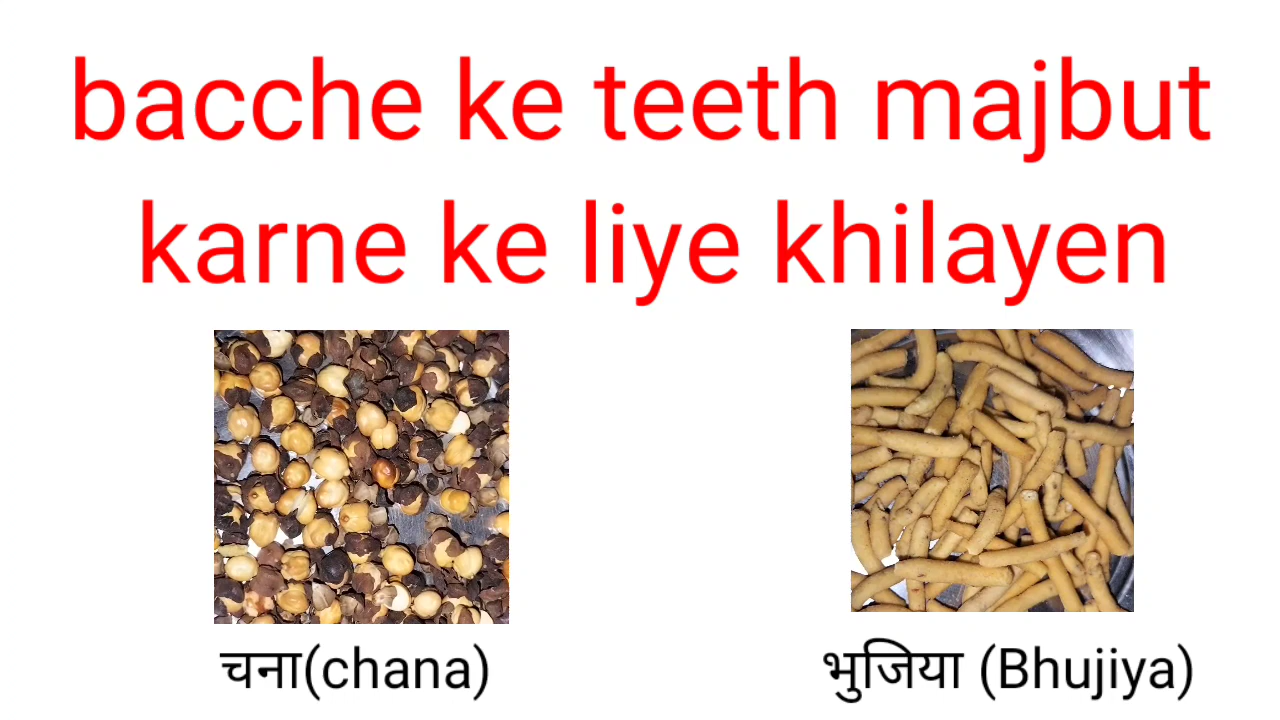 bacche ke teeth majbut
karne ke liye khilayen
चना(chana)
भुजिया (Bhujiya)